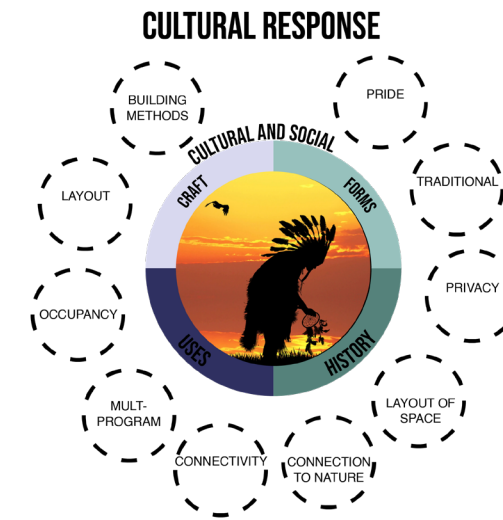 CULTURAL RESPONSE
BUILDING
METHODS
PRIDE
CULTURAL AND SOCIAL
CRAFT
FORMS
LAYOUT
TRADITIONAL
OCCUPANCY
PRIVACY
USES
HISTORY
MULT-
PROGRAM
LAYOUT OF
SPACE
CONNECTIVITY
CONNECTION
TO NATURE